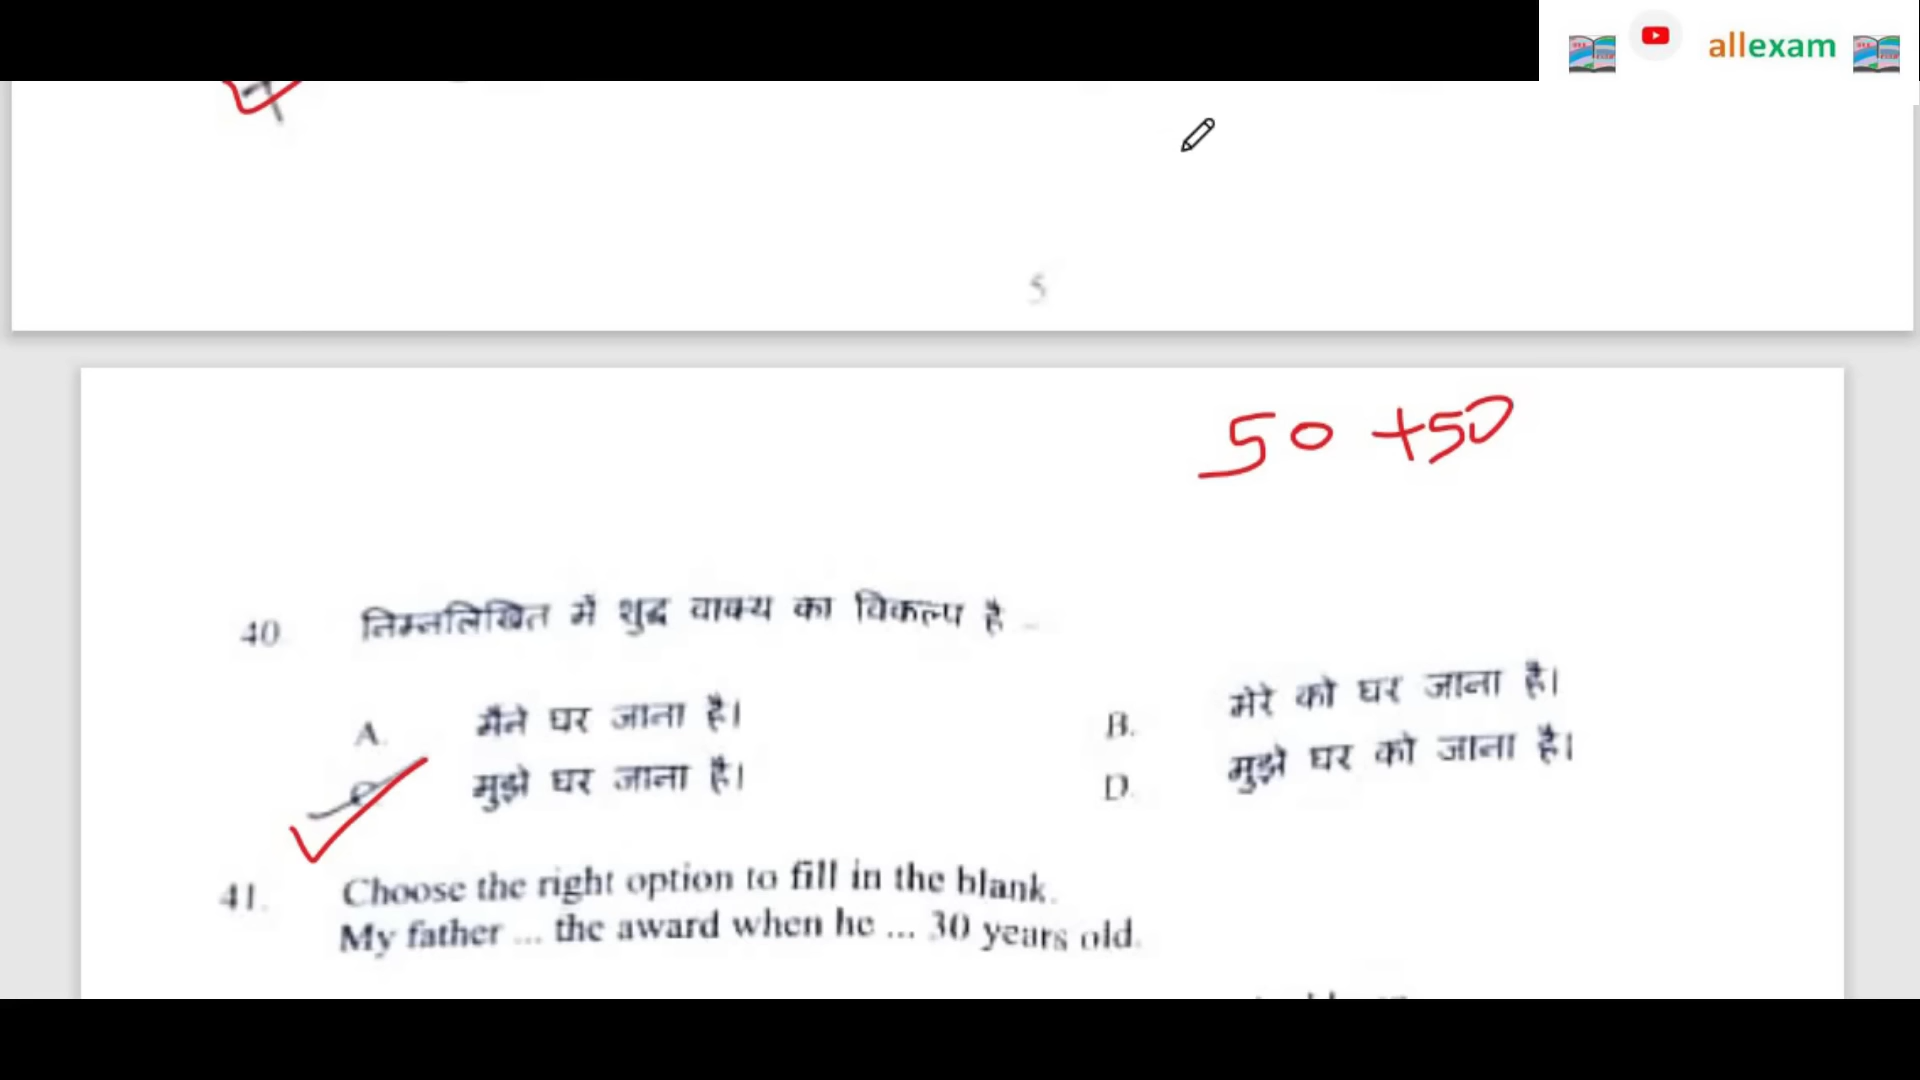 allexam
5
50 +50
40 निम्नलिखित में शुद्ध वाक्य का विकल्प है -
A. मैंने घर जाना है।
B. मेरे को घर जाना है।
C मुझे घर जाना है।
D. मुझे घर को जाना है।
41. Choose the right option to fill in the blank.
My father ... the award when he ... 30 years old.